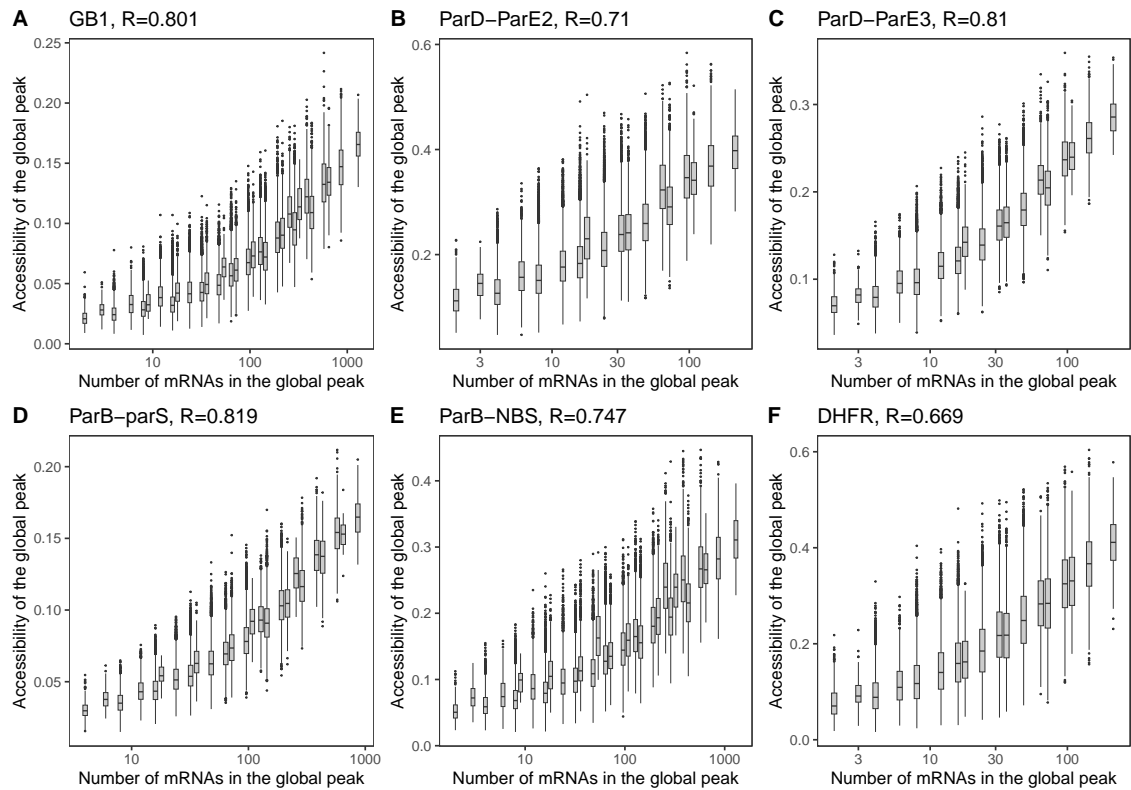 A GB1, R=0.801
Accessibility of the global peak
0.25
0.20
0.15
0.10
0.05
0.00
10 100 1000
Number of mRNAs in the global peak
B ParD−ParE2, R=0.71
Accessibility of the global peak
0.6
0.4
0.2
3 10 30 100
Number of mRNAs in the global peak
C ParD−ParE3, R=0.81
Accessibility of the global peak
0.3
0.2
0.1
3 10 30 100
Number of mRNAs in the global peak
D ParB−parS, R=0.819
Accessibility of the global peak
0.20
0.15
0.10
0.05
10 100 1000
Number of mRNAs in the global peak
E ParB−NBS, R=0.747
Accessibility of the global peak
0.4
0.3
0.2
0.1
0.0
10 100 1000
Number of mRNAs in the global peak
F DHFR, R=0.669
Accessibility of the global peak
0.6
0.4
0.2
0.0
3 10 30 100
Number of mRNAs in the global peak